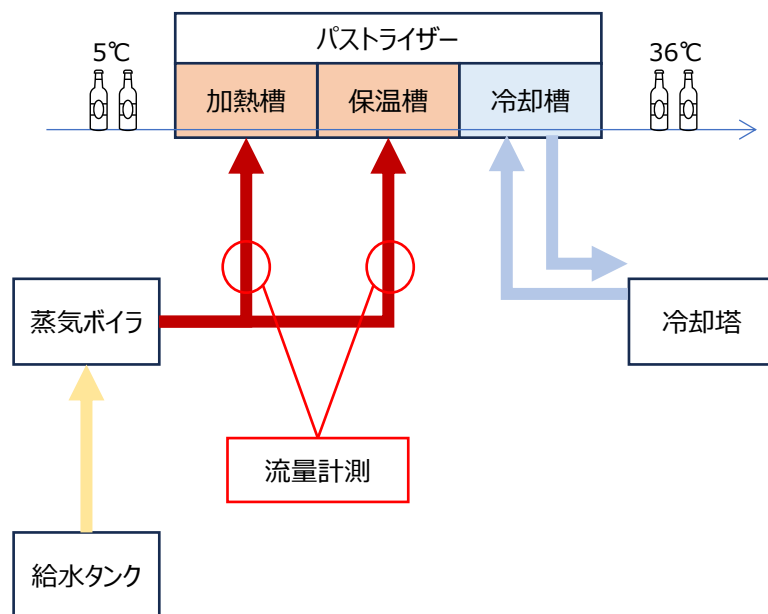 パストライザー
5℃
36℃
加熱槽
保温槽
冷却槽
蒸気ボイラ
冷却塔
流量計測
給水タンク